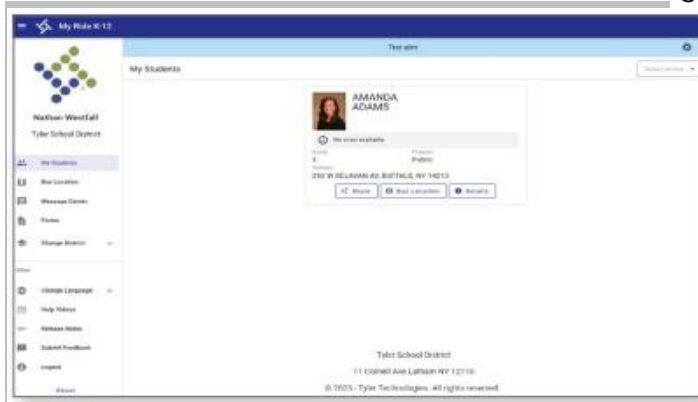 My Ride K-12
Test alert
My Students
Nathan Westfall
Tyler School District
AMANDA
ADAMS
No scan available
Grade
Program
Public
Address
292 W DELAVAN AV, BUFFALO, NY 14213
Share
Bus Location
Details
My Students
Bus Location
Message Center
Forms
Change District
Other
Change Language
Help Videos
Release Notes
Submit Feedback
Logout
About
Tyler School District
11 Cornell Ave Latham NY 12110
© 2025 - Tyler Technologies. All rights reserved